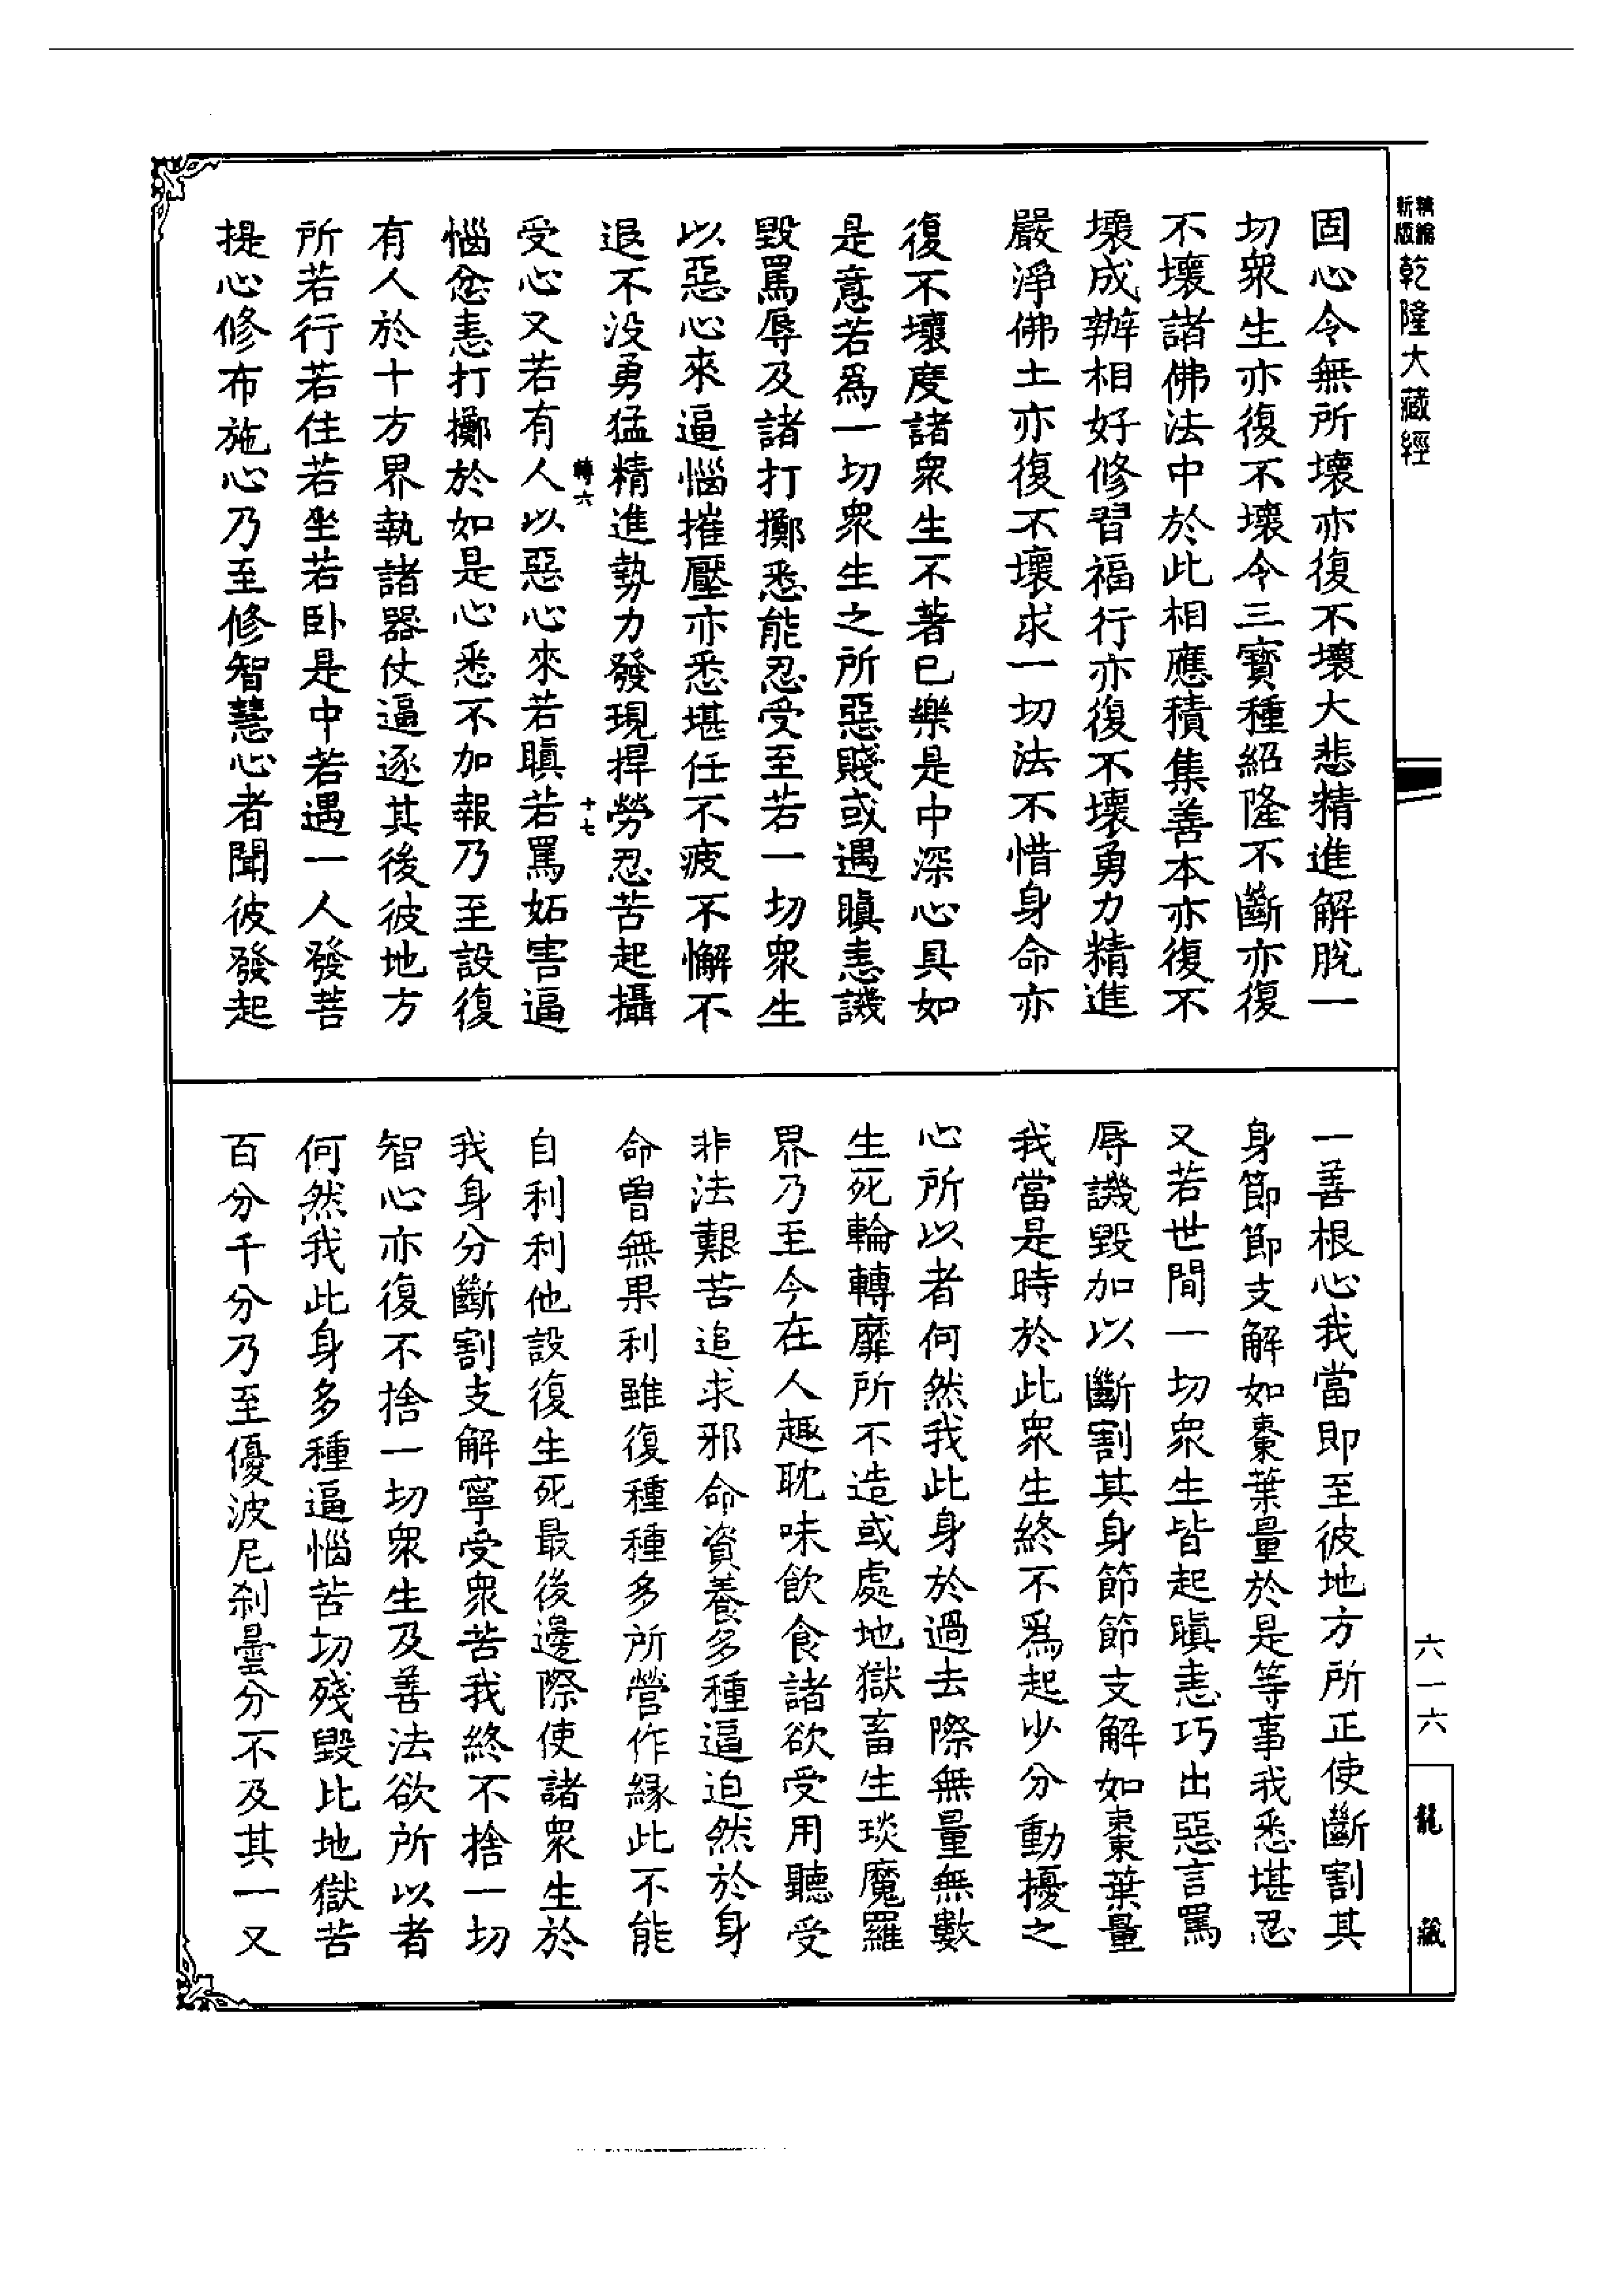 精縮新版乾隆大藏經
固心令無所壞亦復不壞大悲精進解脫一
切衆生亦復不壞令三寶種紹隆不斷亦復
不壞諸佛法中於此相應積集善本亦復不
壞成辦相好修習福行亦復不壞勇力精進
嚴淨佛土亦復不壞求一切法不惜身命亦
復不壞度諸衆生不著已樂是中深心具如
是意若爲一切衆生之所惡賤或遇瞋恚譏
毀罵辱及諸打擲悉能忍受至若一切衆生
以惡心來逼惱摧壓亦悉堪任不疲不懈不
退不没勇猛精進勢力發現捍勞忍苦起攝
轉六
十七
受心又若有人以惡心來若瞋若罵妬害逼
惱忿恚打擲於如是心悉不加報乃至設復
有人於十方界執諸器仗逼逐其後彼地方
所若行若住若坐若卧是中若遇一人發菩
提心修布施心乃至修智慧心者聞彼發起
一善根心我當即至彼地方所正使斷割其
身節節支解如棗葉量於是等事我悉堪忍
又若世間一切衆生皆起瞋恚巧出惡言罵
辱譏毀加以斷割其身節節支解如棗葉量
我當是時於此衆生終不爲起少分動擾之
心所以者何然我此身於過去際無量無數
生死輪轉靡所不造或處地獄畜生琰魔羅
界乃至今在人趣耽味飲食諸欲受用聽受
非法艱苦追求邪命資養多種逼迫然於身
命曾無果利雖復種種多所營作緣此不能
自利利他設復生死最後邊際使諸衆生於
我身分斷割支解寧受衆苦我終不捨一切
智心亦復不捨一切衆生及善法欲所以者
何然我此身多種逼惱苦切殘毀比地獄苦
百分千分乃至優波尼刹曇分不及其一又
六一六
龍藏